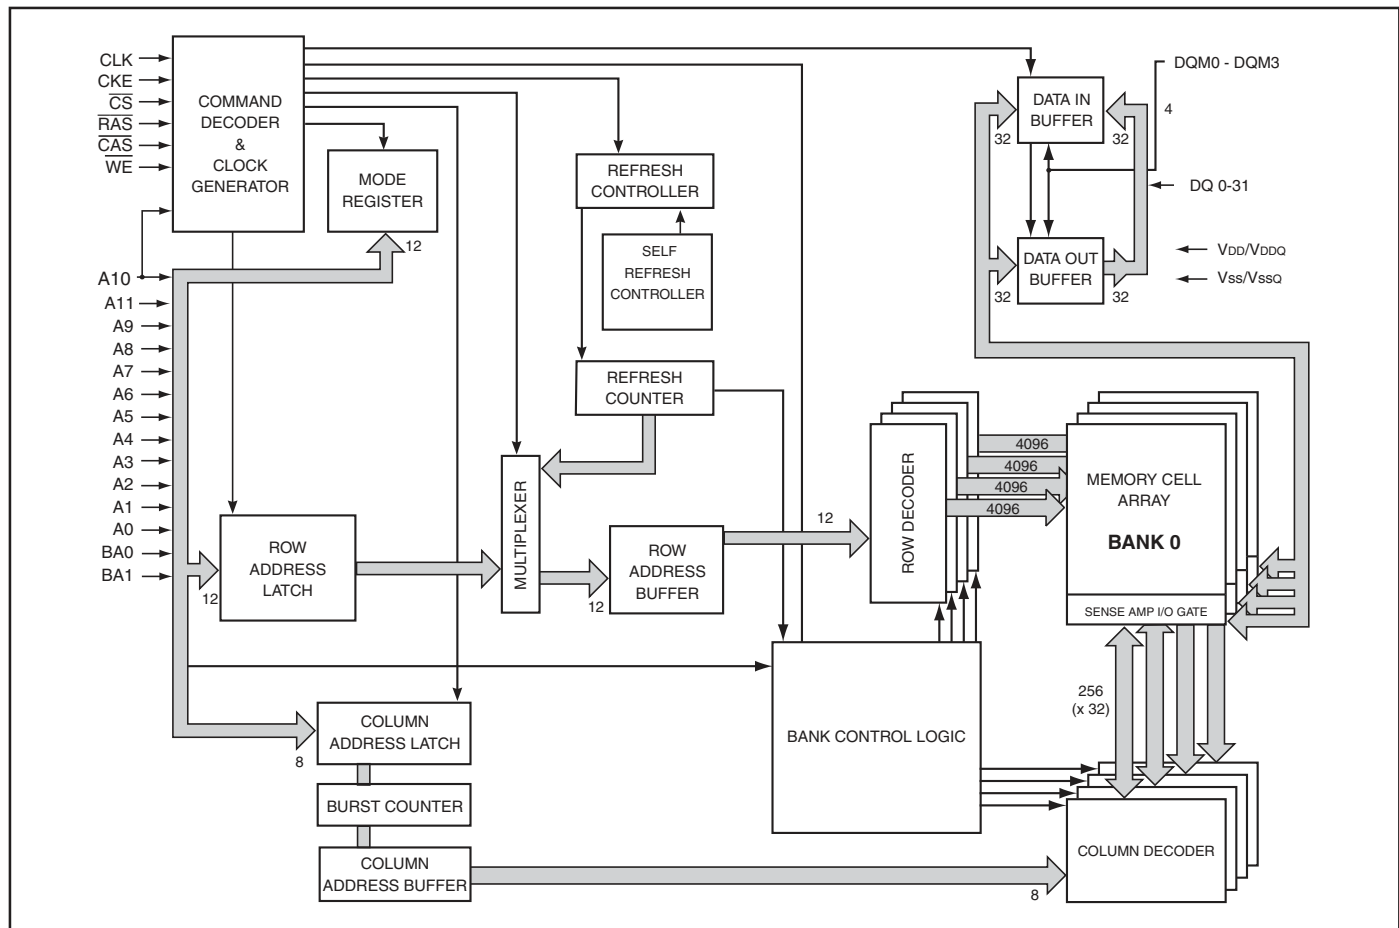 CLK
CKE
CS
RAS
CAS
WE
A10
A11
A9
A8
A7
A6
A5
A4
A3
A2
A1
A0
BA0
BA1
COMMAND
DECODER
&
CLOCK
GENERATOR
MODE
REGISTER
12
REFRESH
CONTROLLER
SELF
REFRESH
CONTROLLER
REFRESH
COUNTER
DATA IN
BUFFER
32
32
DQM0 - DQM3
4
DQ 0-31
VDD/VDDQ
Vss/VssQ
DATA OUT
BUFFER
32
32
12
ROW
ADDRESS
LATCH
MULTIPLEXER
12
ROW
ADDRESS
BUFFER
12
ROW DECODER
4096
4096
4096
4096
MEMORY CELL
ARRAY
BANK 0
SENSE AMP I/O GATE
256
(x 32)
BANK CONTROL LOGIC
8
COLUMN
ADDRESS LATCH
BURST COUNTER
COLUMN
ADDRESS BUFFER
8
COLUMN DECODER